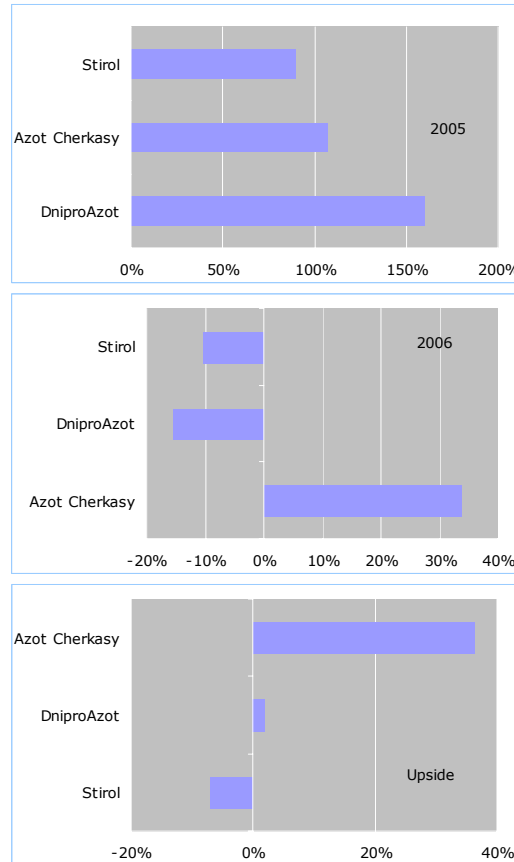 Stirol
Azot Cherkasy
2005
DniproAzot
0% 50% 100% 150% 200%
Stirol
2006
DniproAzot
Azot Cherkasy
-20% -10% 0% 10% 20% 30% 40%
Azot Cherkasy
DniproAzot
Upside
Stirol
-20% 0% 20% 40%